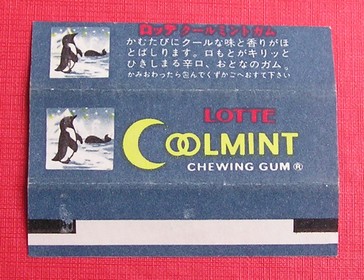 ロッテ クールミントガム
かむたびにクールな味と香りがほ
とばしります。口もとがキリッと
ひきしまる辛口、おとなのガム。
かみおわったら包んでくずかごへおすて下さい
LOTTE
COOLMINT
CHEWING GUM®